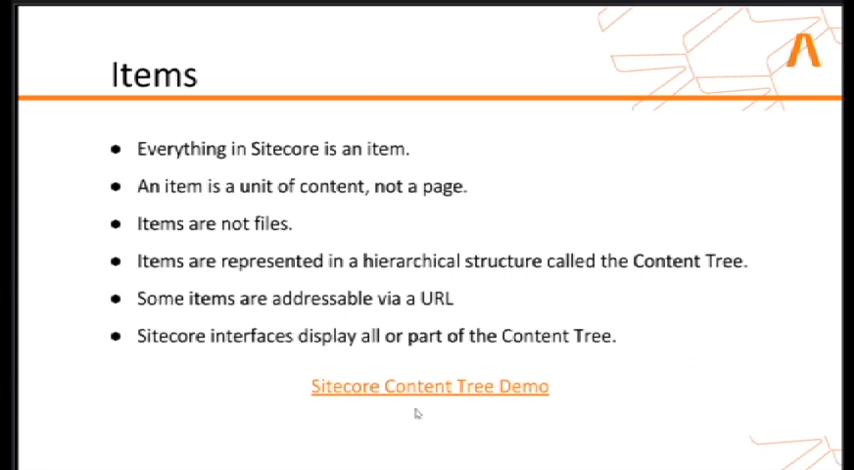 Items
• Everything in Sitecore is an item.
• An item is a unit of content, not a page.
• Items are not files.
• Items are represented in a hierarchical structure called the Content Tree.
• Some items are addressable via a URL
• Sitecore interfaces display all or part of the Content Tree.
Sitecore Content Tree Demo